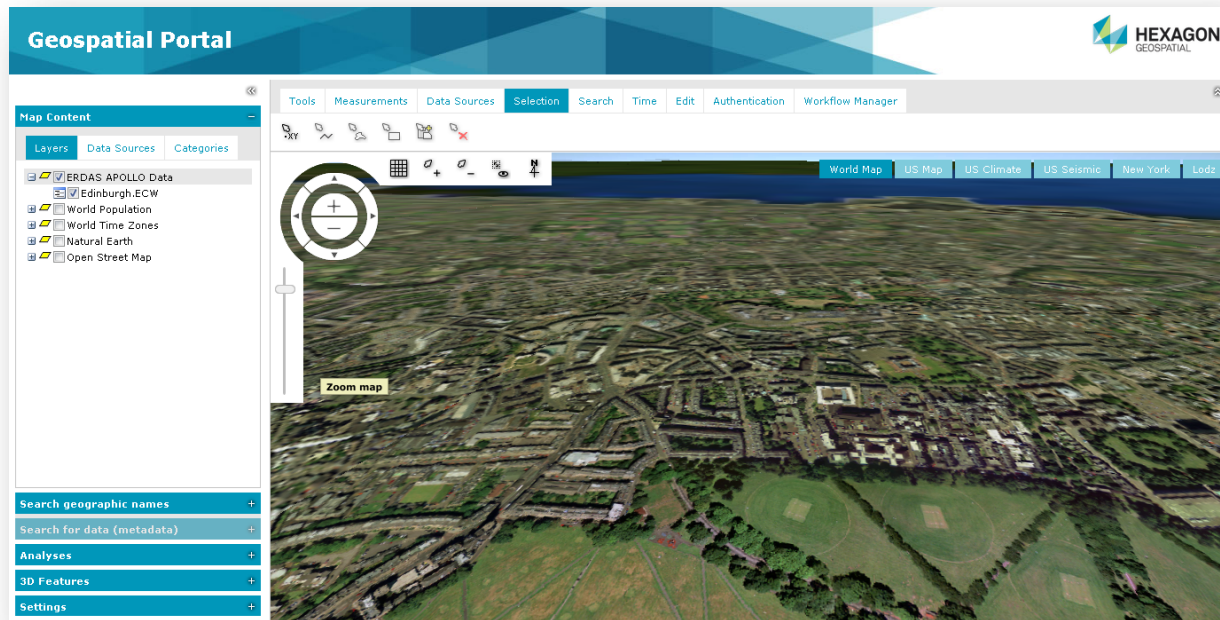 Geospatial Portal
HEXAGON
GEOSPATIAL
Tools Measurements Data Sources Selection Search Time Edit Authentication Workflow Manager
Map Content
Layers Data Sources Categories
ERDAS APOLLO Data
Edinburgh.ECW
World Population
World Time Zones
Natural Earth
Open Street Map
XY
N
World Map US Map US Climate US Seismic New York Lodz
Zoom map
Search geographic names
Search for data (metadata)
Analyses
3D Features
Settings